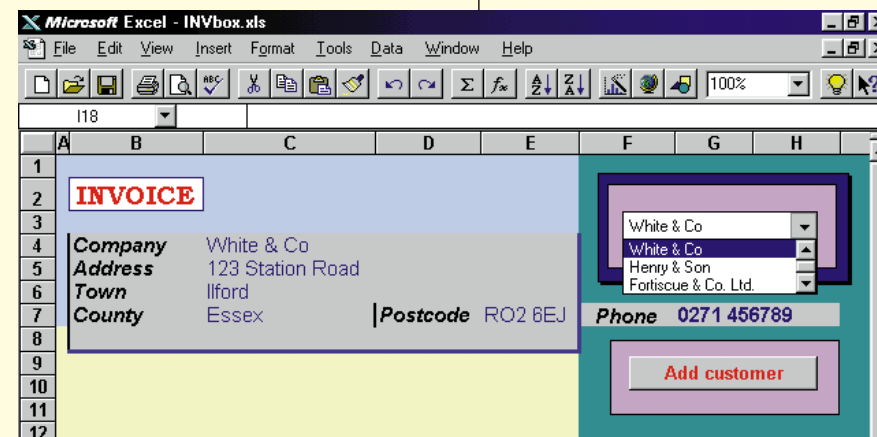 Microsoft Excel - INVbox.xls
File Edit View Insert Format Tools Data Window Help
ABC Σ fx A Z Z A 100% ?
I18
A B C D E F G H
1
2 INVOICE
3 White & Co
4 Company White & Co White & Co
5 Address 123 Station Road Henry & Son
6 Town Ilford Fortiscue & Co. Ltd.
7 County Essex Postcode RO2 6EJ Phone 0271 456789
8
9
10 Add customer
11
12